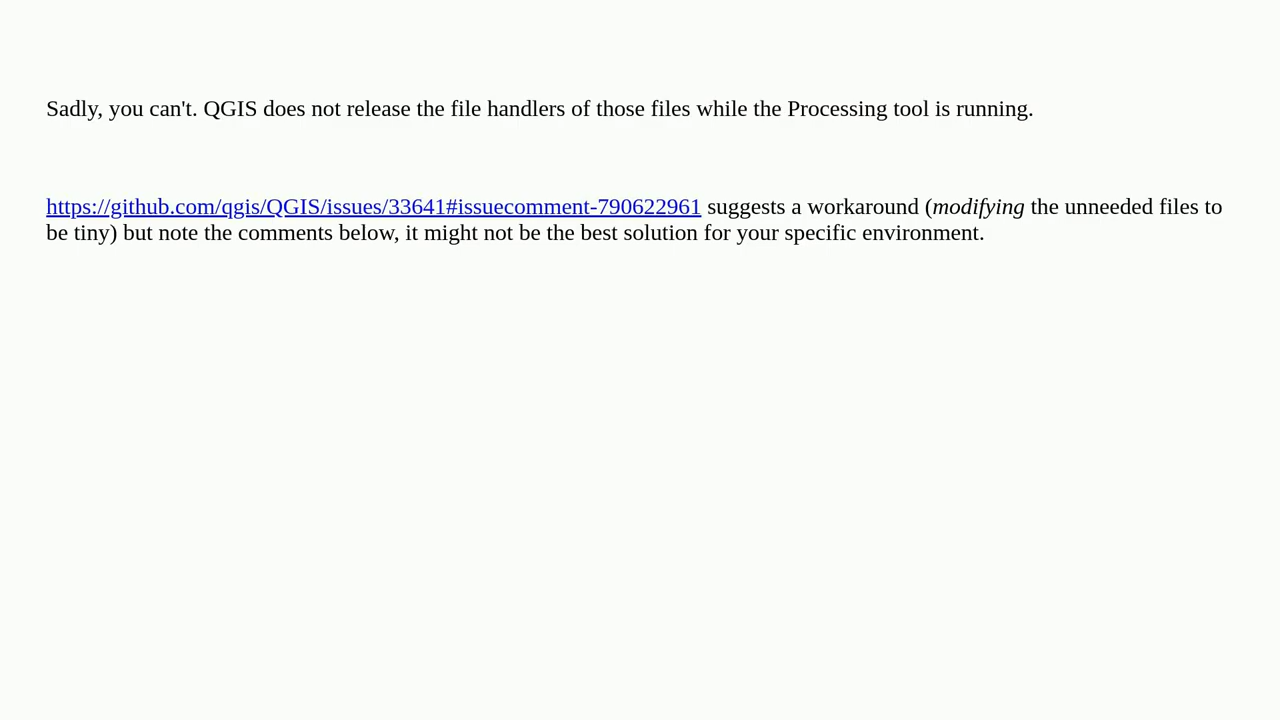 Sadly, you can't. QGIS does not release the file handlers of those files while the Processing tool is running.
https://github.com/qgis/QGIS/issues/33641#issuecomment-790622961 suggests a workaround (modifying the unneeded files to
be tiny) but note the comments below, it might not be the best solution for your specific environment.